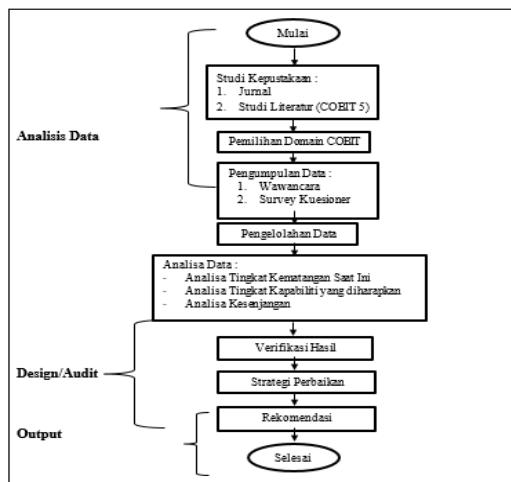 Mulai
Studi Kepustakaan :
1. Jurnal
2. Studi Literatur (COBIT 5)
Analisis Data
Pemilihan Domain COBIT
Pengumpulan Data :
1. Wawancara
2. Survey Kuesioner
Pengelolahan Data
Analisa Data :
- Analisa Tingkat Kematangan Saat Ini
- Analisa Tingkat Kapabiliti yang diharapkan
- Analisa Kesenjangan
Verifikasi Hasil
Design/Audit
Strategi Perbaikan
Rekomendasi
Output
Selesai